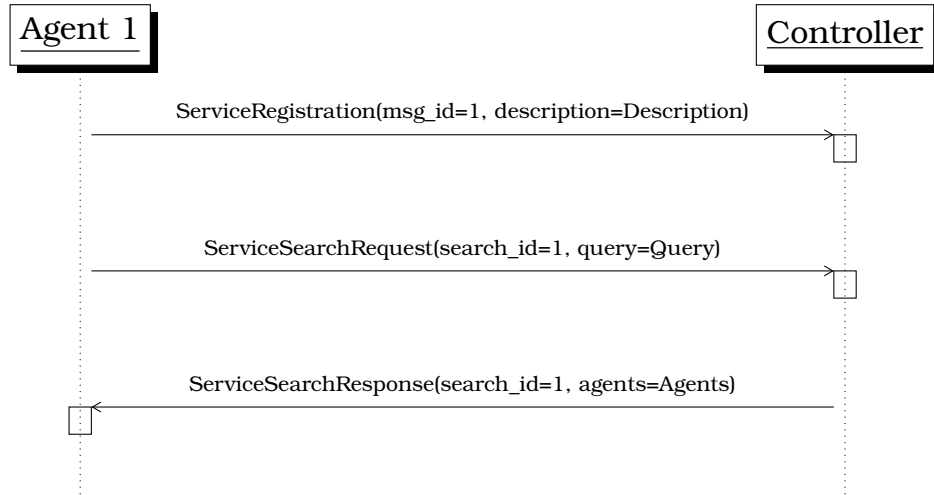 Agent 1
Controller
ServiceRegistration(msg_id=1, description=Description)
ServiceSearchRequest(search_id=1, query=Query)
ServiceSearchResponse(search_id=1, agents=Agents)